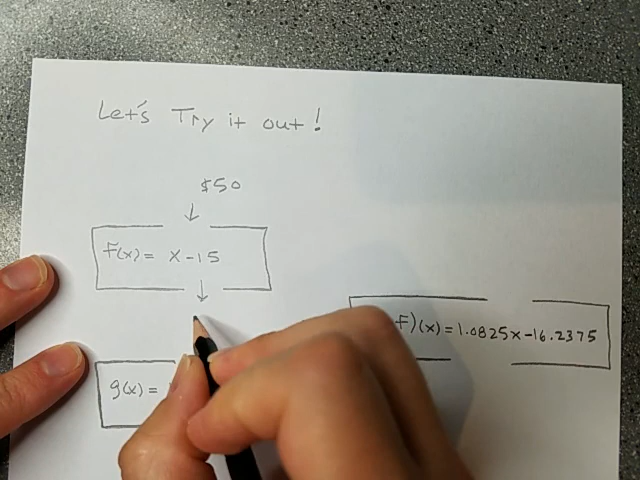 Let's Try it out!
$50
f(x) = x-15
f)(x) = 1.0825x-16.2375
g(x) =